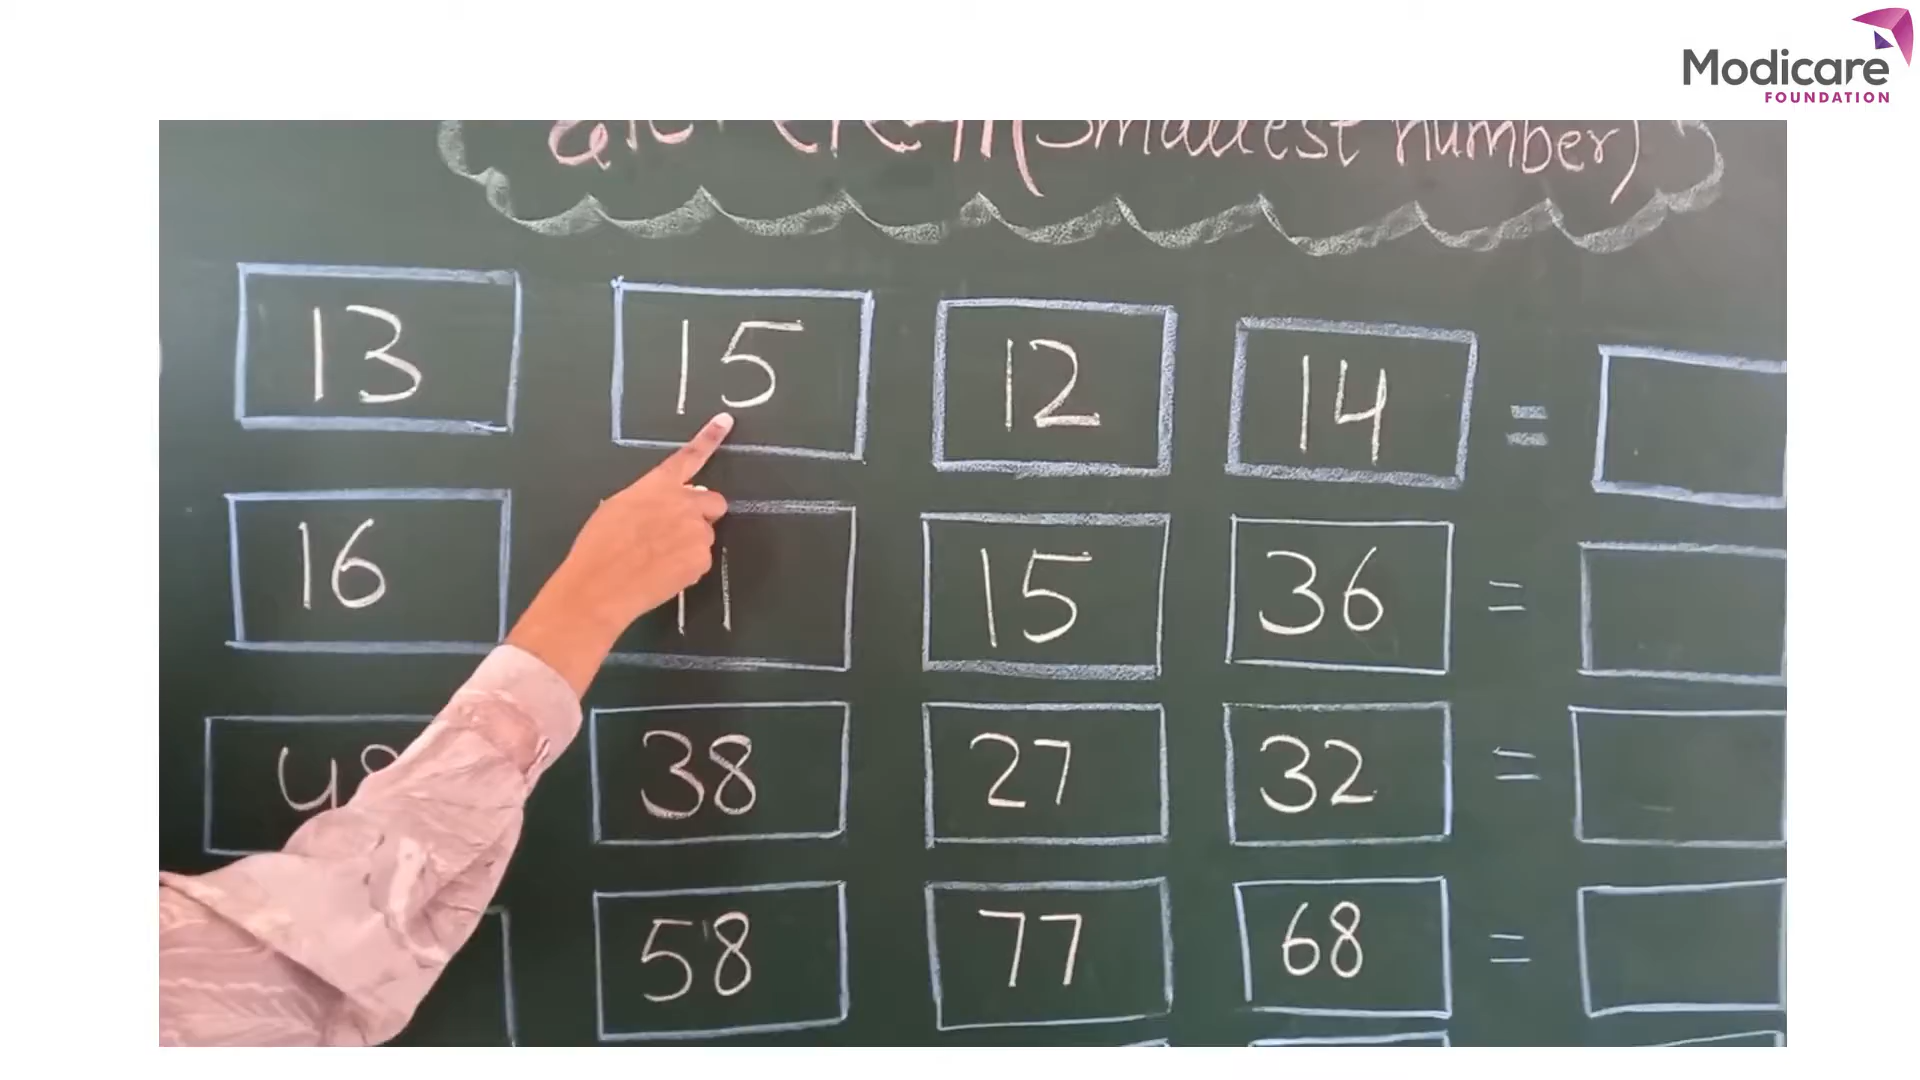 Modicare
FOUNDATION
(Smallest number)
13 15 12 14 =
16 11 15 36 =
38 27 32 =
58 77 68 =